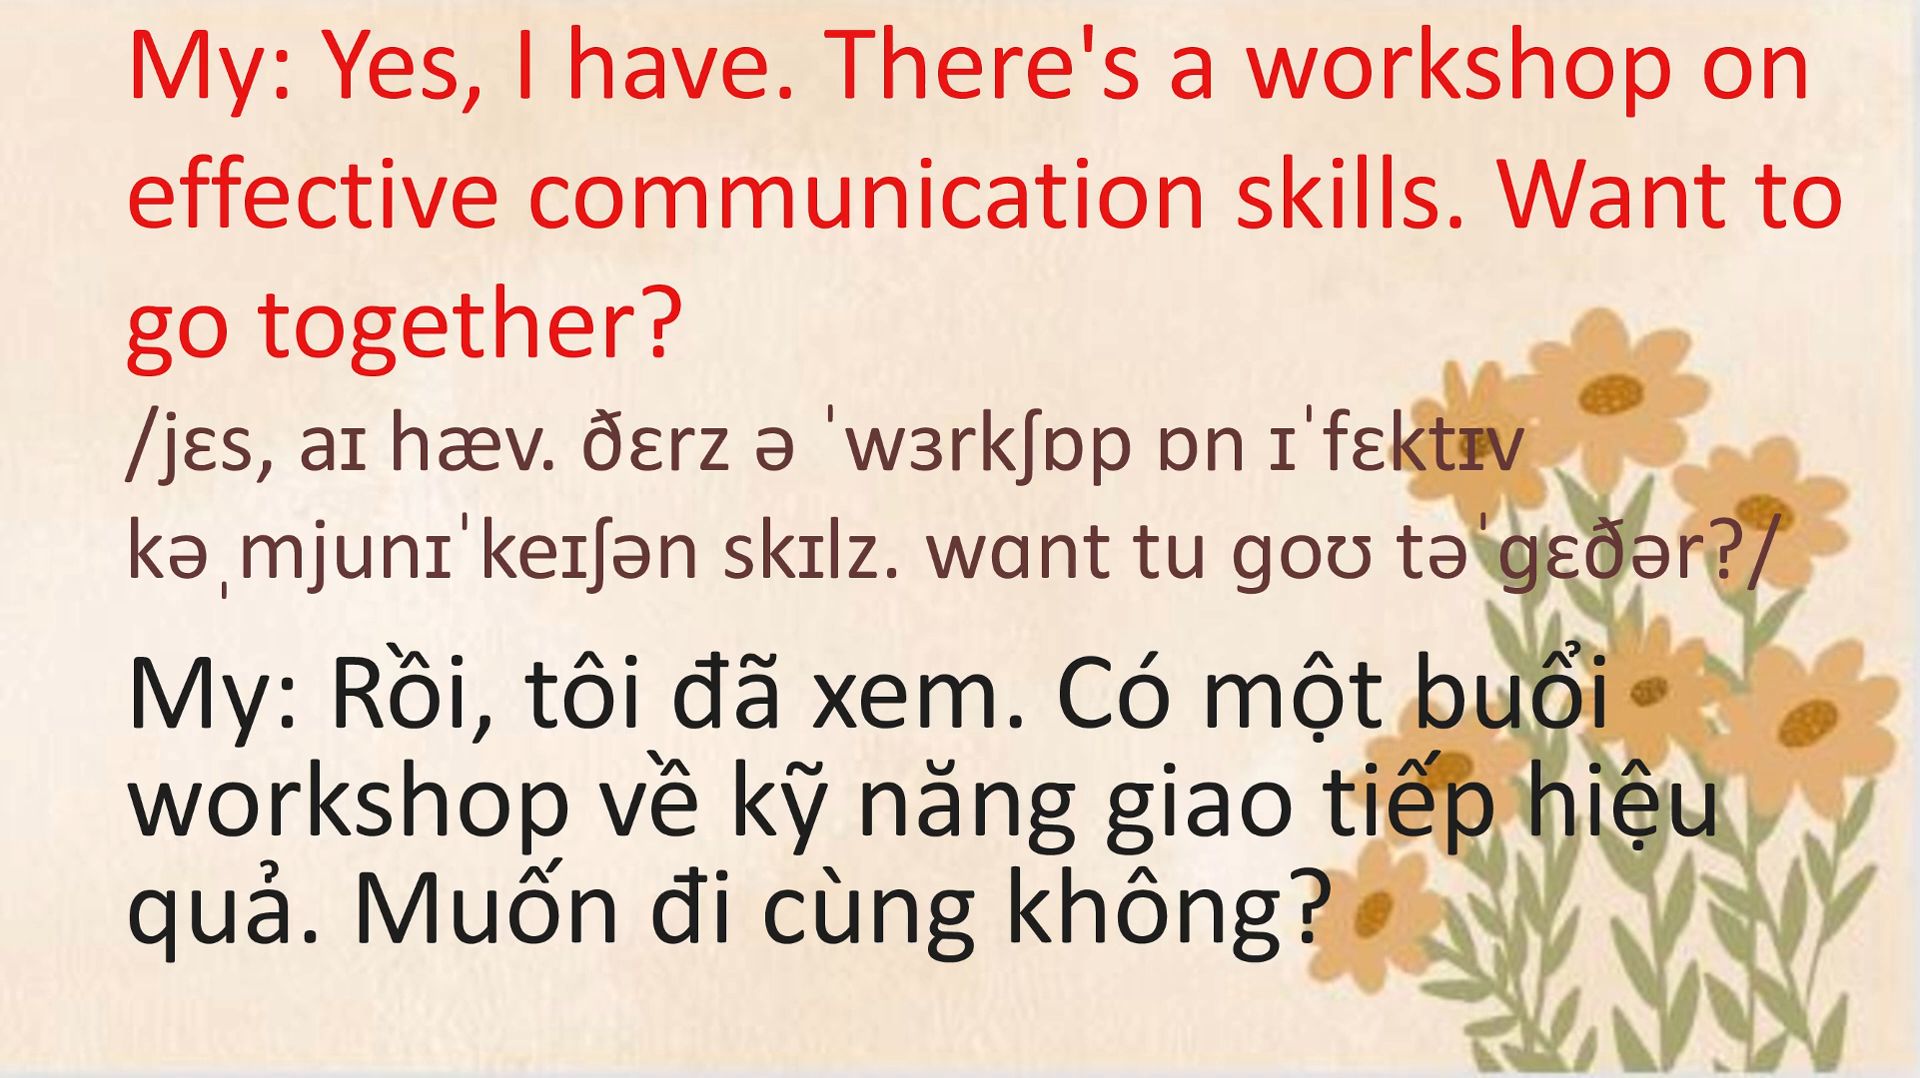 My: Yes, I have. There's a workshop on
effective communication skills. Want to
go together?
/jɛs, aɪ hæv. ðɛrz ə ˈwɜrkʃɒp ɒn ɪˈfɛktɪv
kəˌmjunɪˈkeɪʃən skɪlz. wɑnt tu goʊ təˈgɛðər?/
My: Rồi, tôi đã xem. Có một buổi
workshop về kỹ năng giao tiếp hiệu
quả. Muốn đi cùng không?